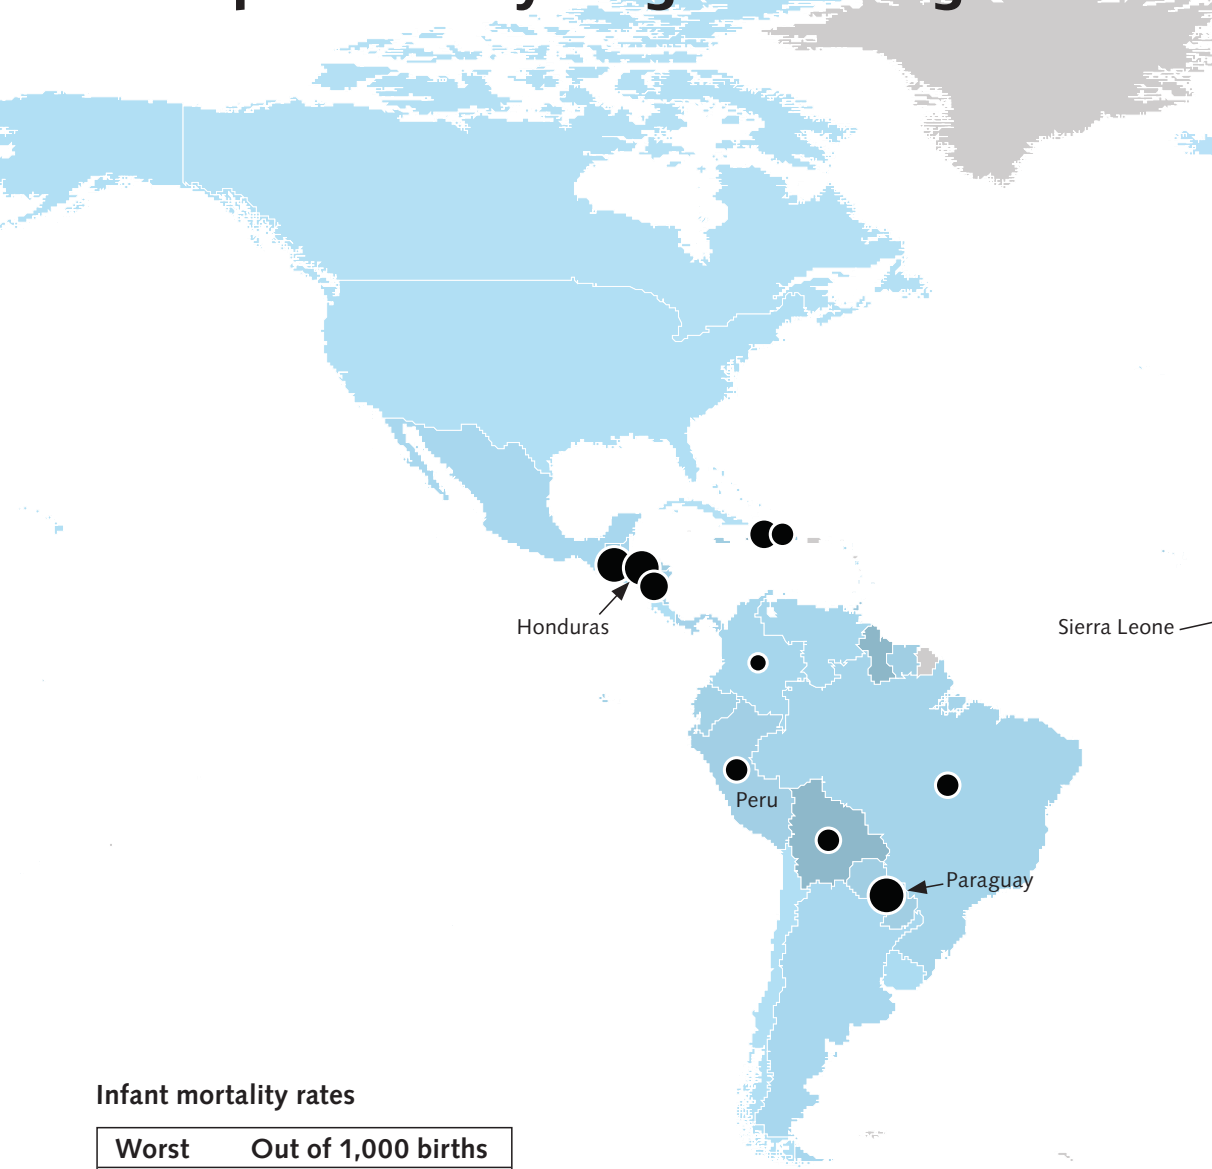 Honduras
Sierra Leone
Peru
Paraguay
Infant mortality rates
Worst Out of 1,000 births